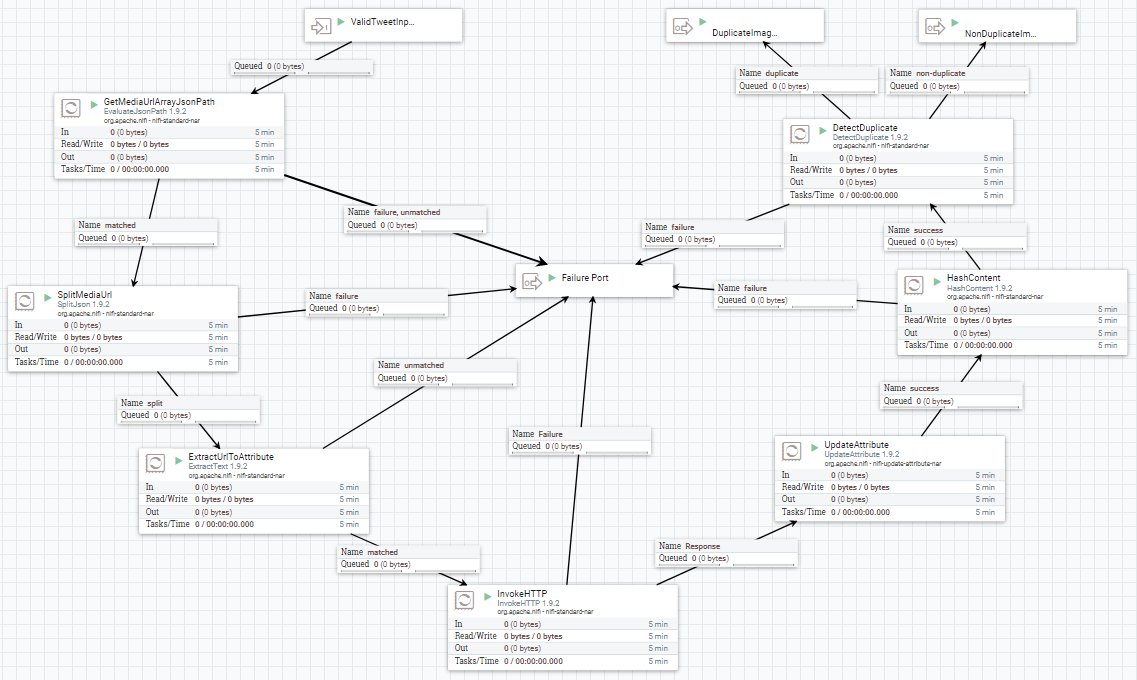 ValidTweetInp...
DuplicateImag...
NonDuplicateIm...
Queued 0 (0 bytes)
Name duplicate
Queued 0 (0 bytes)
Name non-duplicate
Queued 0 (0 bytes)
GetMediaUrlArrayJsonPath
EvaluateJsonPath 1.9.2
org.apache.nifi - nifi-standard-nar
In 0 (0 bytes) 5 min
Read/Write 0 bytes / 0 bytes 5 min
Out 0 (0 bytes) 5 min
Tasks/Time 0 / 00:00:00.000 5 min
DetectDuplicate
DetectDuplicate 1.9.2
org.apache.nifi - nifi-standard-nar
In 0 (0 bytes) 5 min
Read/Write 0 bytes / 0 bytes 5 min
Out 0 (0 bytes) 5 min
Tasks/Time 0 / 00:00:00.000 5 min
Name failure, unmatched
Queued 0 (0 bytes)
Name matched
Queued 0 (0 bytes)
Name failure
Queued 0 (0 bytes)
Name success
Queued 0 (0 bytes)
Failure Port
HashContent
HashContent 1.9.2
org.apache.nifi - nifi-standard-nar
In 0 (0 bytes) 5 min
Read/Write 0 bytes / 0 bytes 5 min
Out 0 (0 bytes) 5 min
Tasks/Time 0 / 00:00:00.000 5 min
SplitMediaUrl
SplitJson 1.9.2
org.apache.nifi - nifi-standard-nar
In 0 (0 bytes) 5 min
Read/Write 0 bytes / 0 bytes 5 min
Out 0 (0 bytes) 5 min
Tasks/Time 0 / 00:00:00.000 5 min
Name failure
Queued 0 (0 bytes)
Name failure
Queued 0 (0 bytes)
Name unmatched
Queued 0 (0 bytes)
Name success
Queued 0 (0 bytes)
Name split
Queued 0 (0 bytes)
Name Failure
Queued 0 (0 bytes)
ExtractUrlToAttribute
ExtractText 1.9.2
org.apache.nifi - nifi-standard-nar
In 0 (0 bytes) 5 min
Read/Write 0 bytes / 0 bytes 5 min
Out 0 (0 bytes) 5 min
Tasks/Time 0 / 00:00:00.000 5 min
UpdateAttribute
UpdateAttribute 1.9.2
org.apache.nifi - nifi-update-attribute-nar
In 0 (0 bytes) 5 min
Read/Write 0 bytes / 0 bytes 5 min
Out 0 (0 bytes) 5 min
Tasks/Time 0 / 00:00:00.000 5 min
Name matched
Queued 0 (0 bytes)
Name Response
Queued 0 (0 bytes)
InvokeHTTP
InvokeHTTP 1.9.2
org.apache.nifi - nifi-standard-nar
In 0 (0 bytes) 5 min
Read/Write 0 bytes / 0 bytes 5 min
Out 0 (0 bytes) 5 min
Tasks/Time 0 / 00:00:00.000 5 min